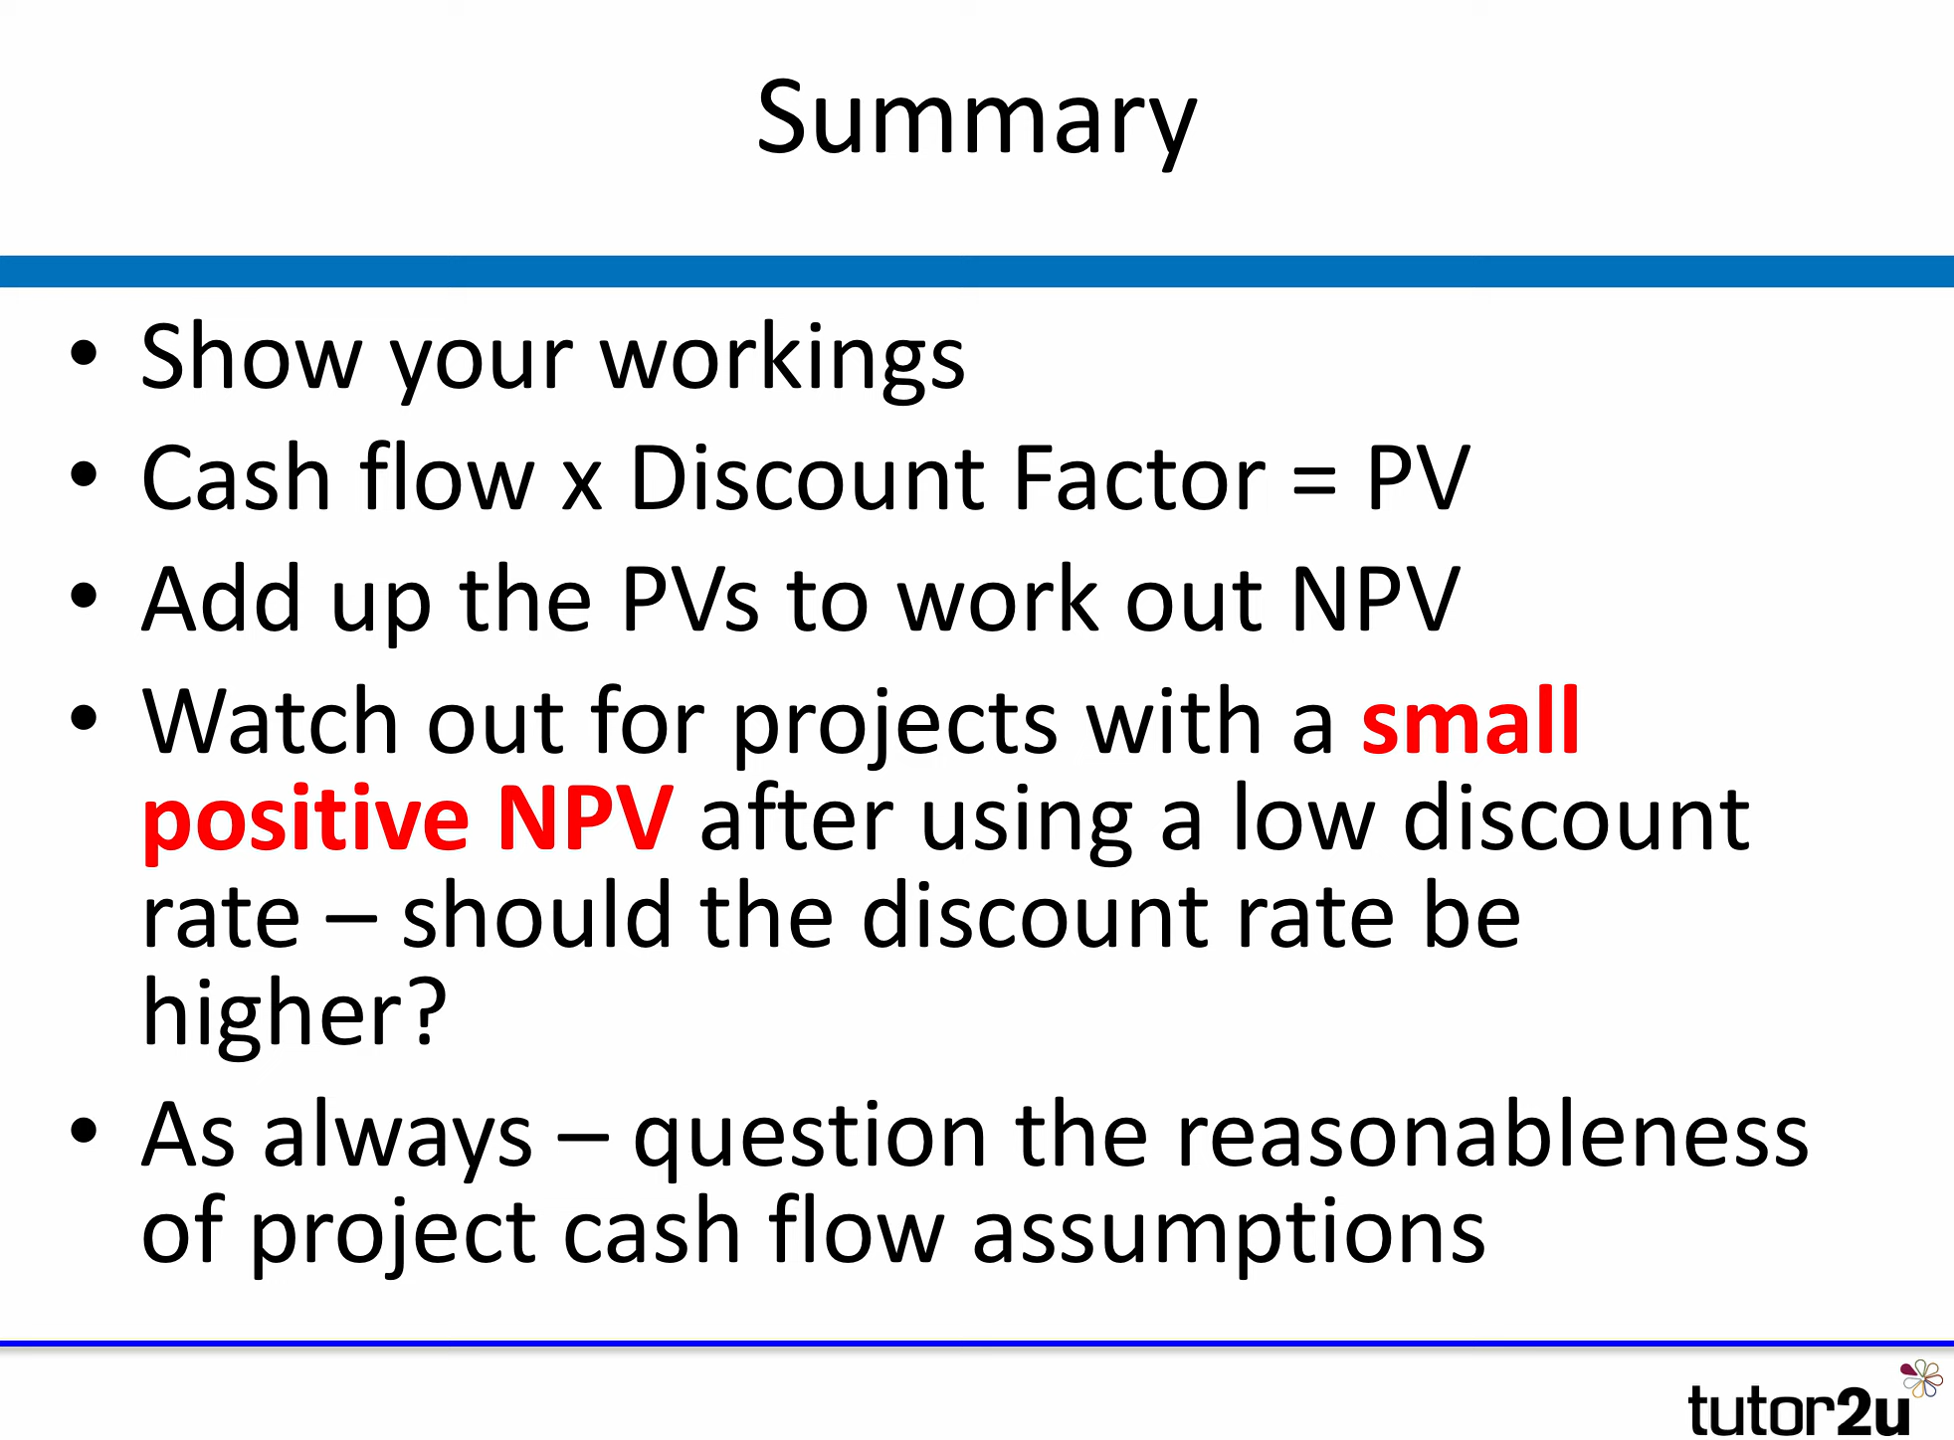 Summary
• Show your workings
• Cash flow x Discount Factor = PV
• Add up the PVs to work out NPV
• Watch out for projects with a small
positive NPV after using a low discount
rate – should the discount rate be
higher?
• As always – question the reasonableness
of project cash flow assumptions
tutor2u